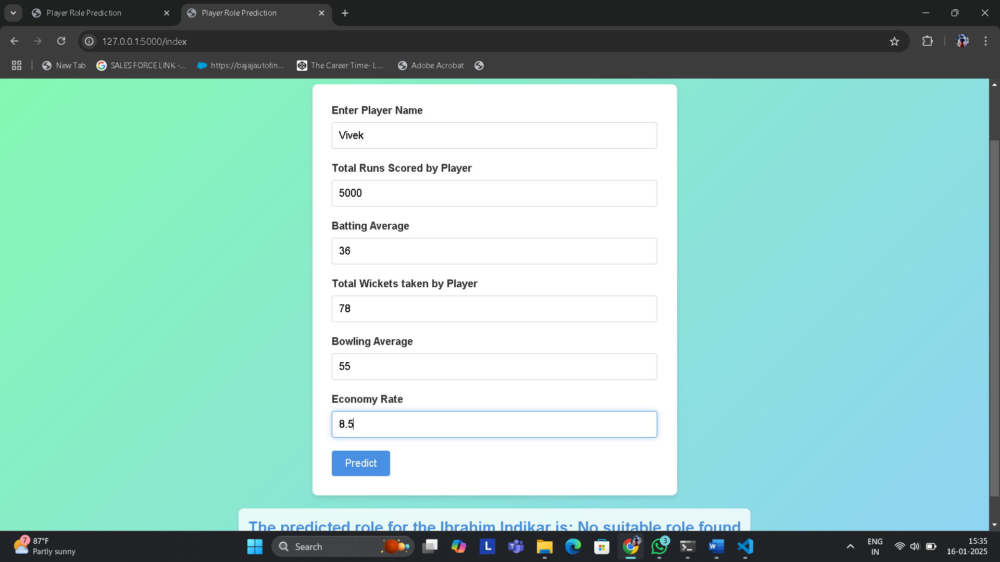 Player Role Prediction
Player Role Prediction
127.0.0.1:5000/index
New Tab
SALES FORCE LINK -...
https://bajajautofin...
The Career Time- L...
Adobe Acrobat
Enter Player Name
Vivek
Total Runs Scored by Player
5000
Batting Average
36
Total Wickets taken by Player
78
Bowling Average
55
Economy Rate
8.5
Predict
The predicted role for the Ibrahim Indikar is: No suitable role found
7
87°F
Partly sunny
Search
L
T
3
W
ENG
IN
15:35
16-01-2025